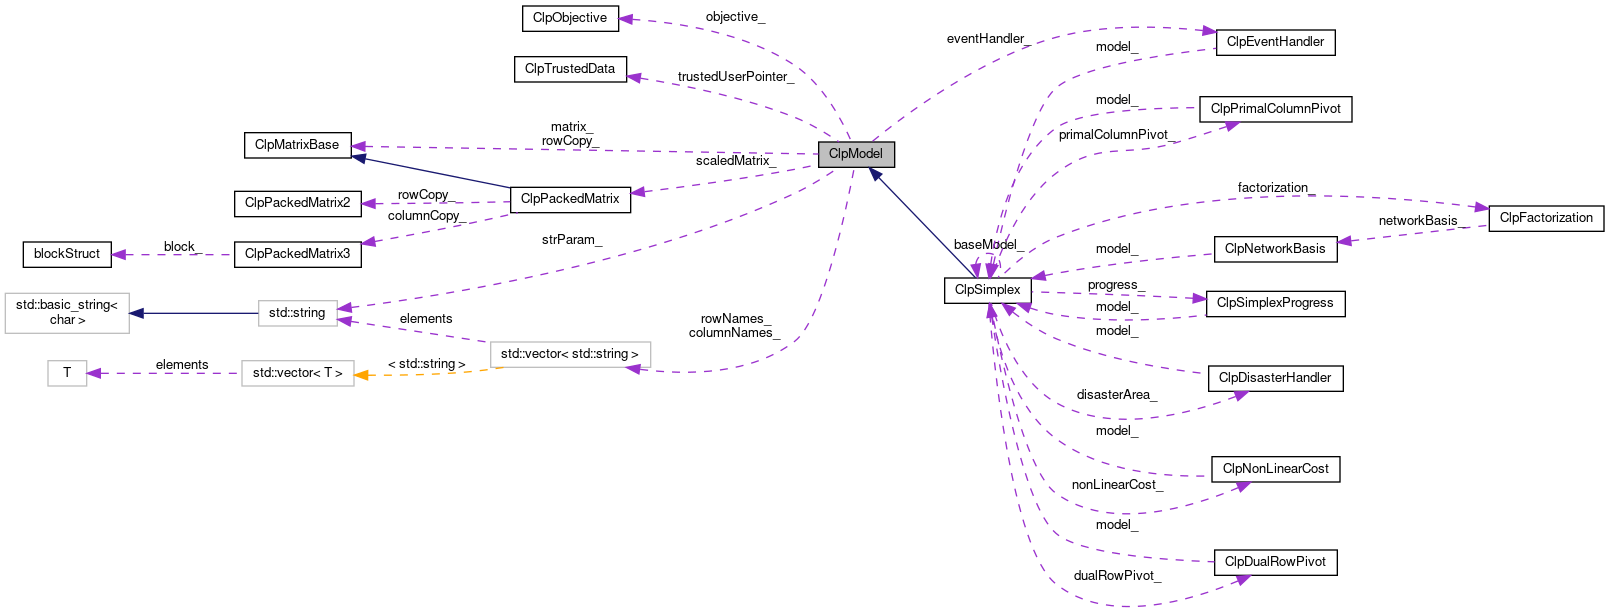 ClpObjective
objective_
ClpTrustedData
trustedUserPointer_
eventHandler_
ClpEventHandler
model_
model_
ClpPrimalColumnPivot
primalColumnPivot_
ClpMatrixBase
matrix_
rowCopy_
ClpModel
scaledMatrix_
ClpPackedMatrix2
rowCopy_
ClpPackedMatrix
columnCopy_
factorization_
ClpFactorization
networkBasis_
blockStruct
block_
ClpPackedMatrix3
strParam_
baseModel_
model_
ClpNetworkBasis
ClpSimplex
progress_
ClpSimplexProgress
model_
std::basic_string<
char >
std::string
elements
rowNames_
columnNames_
model_
T
elements
std::vector< T >
< std::string >
std::vector< std::string >
ClpDisasterHandler
disasterArea_
model_
ClpNonLinearCost
nonLinearCost_
model_
ClpDualRowPivot
dualRowPivot_